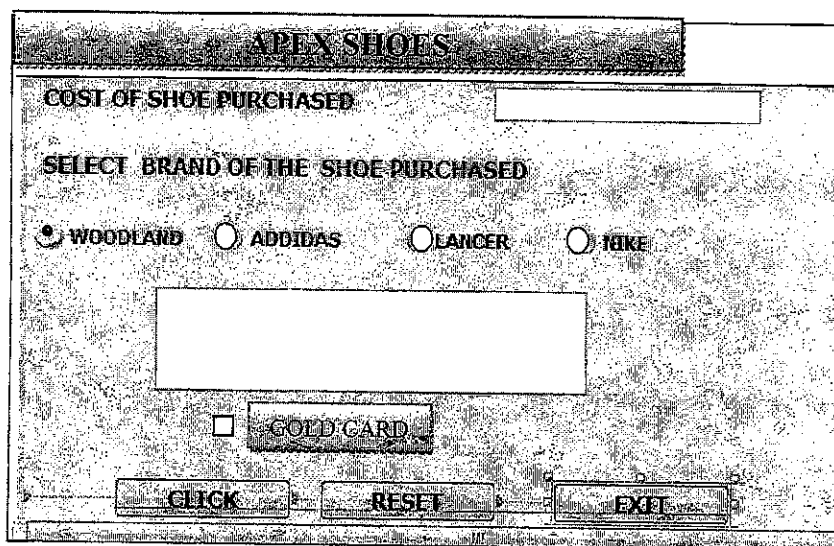 APEX SHOES
COST OF SHOE PURCHASED
SELECT BRAND OF THE SHOE PURCHASED
WOODLAND ADDIDAS LANCER NIKE
GOLD CARD
CLICK RESET EXIT